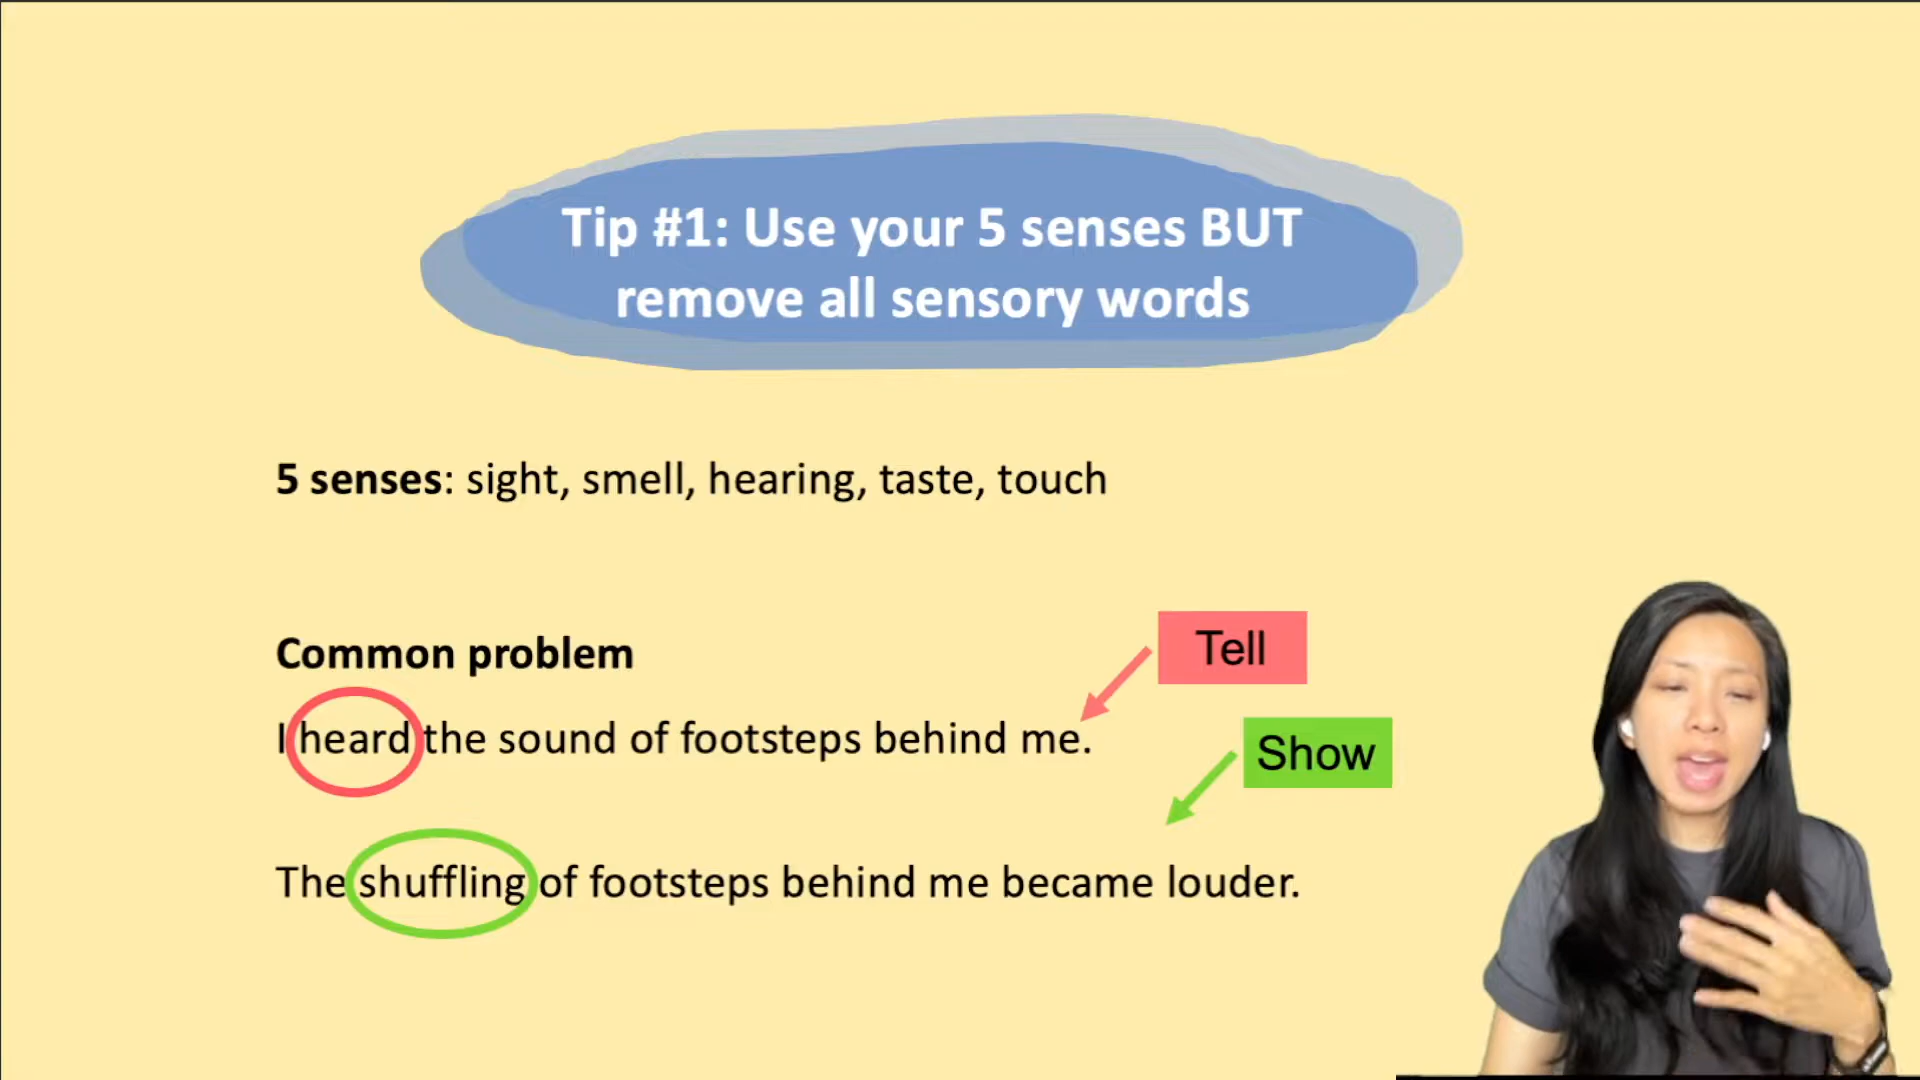 Tip #1: Use your 5 senses BUT
remove all sensory words
5 senses: sight, smell, hearing, taste, touch
Common problem
Tell
I heard the sound of footsteps behind me.
Show
The shuffling of footsteps behind me became louder.